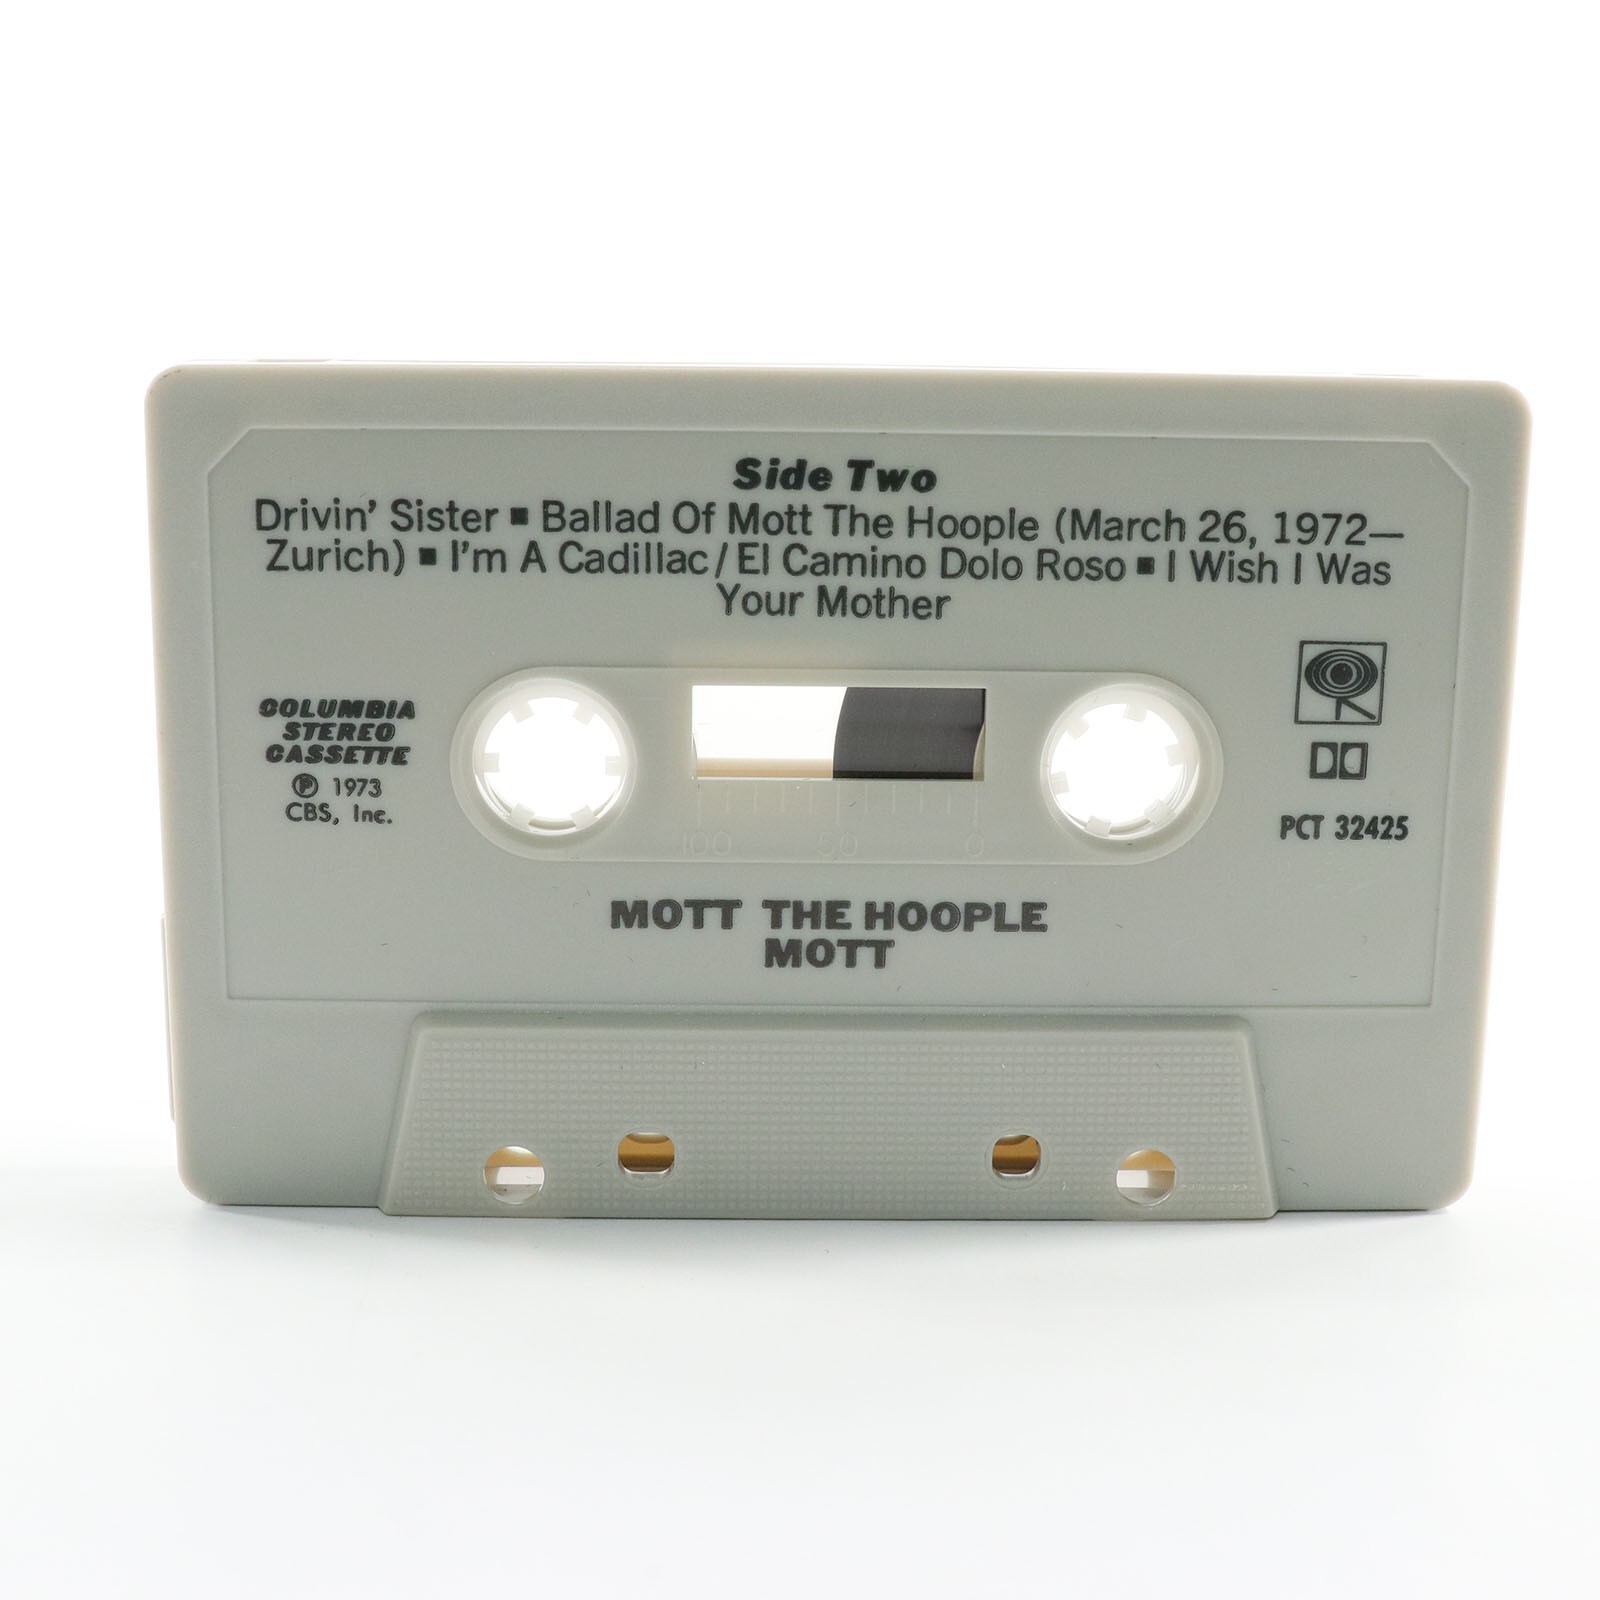 Side Two
Drivin' Sister ▪ Ballad Of Mott The Hoople (March 26, 1972—
Zurich) ▪ I'm A Cadillac/El Camino Dolo Roso ▪ I Wish I Was
Your Mother
COLUMBIA
STEREO
CASSETTE
℗ 1973
CBS, Inc.
PCT 32425
100 50 0
MOTT THE HOOPLE
MOTT